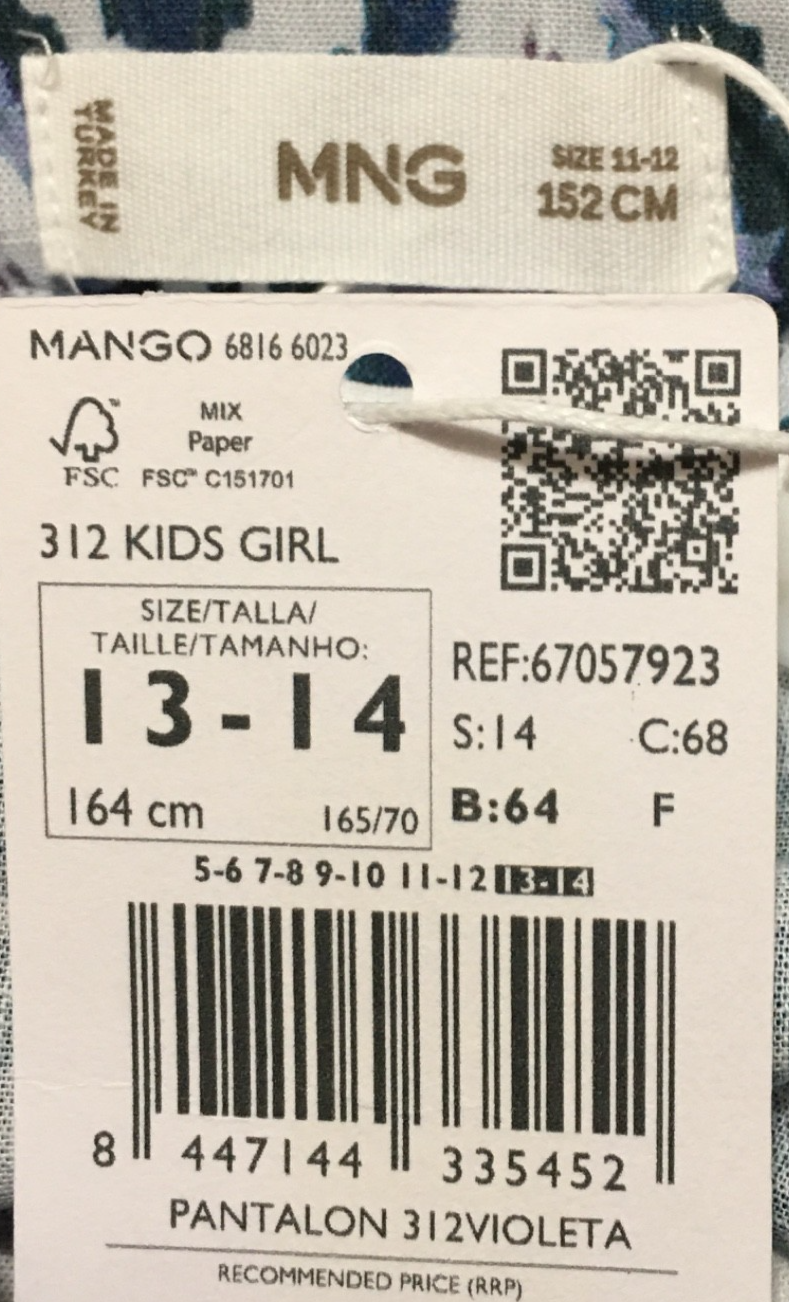 MADE IN
TURKEY
MNG
SIZE 11-12
152 CM
MANGO 6816 6023
MIX
Paper
FSC FSC™ C151701
312 KIDS GIRL
SIZE/TALLA/
TAILLE/TAMANHO:
13-14
164 cm 165/70
REF:67057923
S:14 C:68
B:64 F
5-6 7-8 9-10 11-12 13-14
8 447144 335452
PANTALON 312VIOLETA
RECOMMENDED PRICE (RRP)